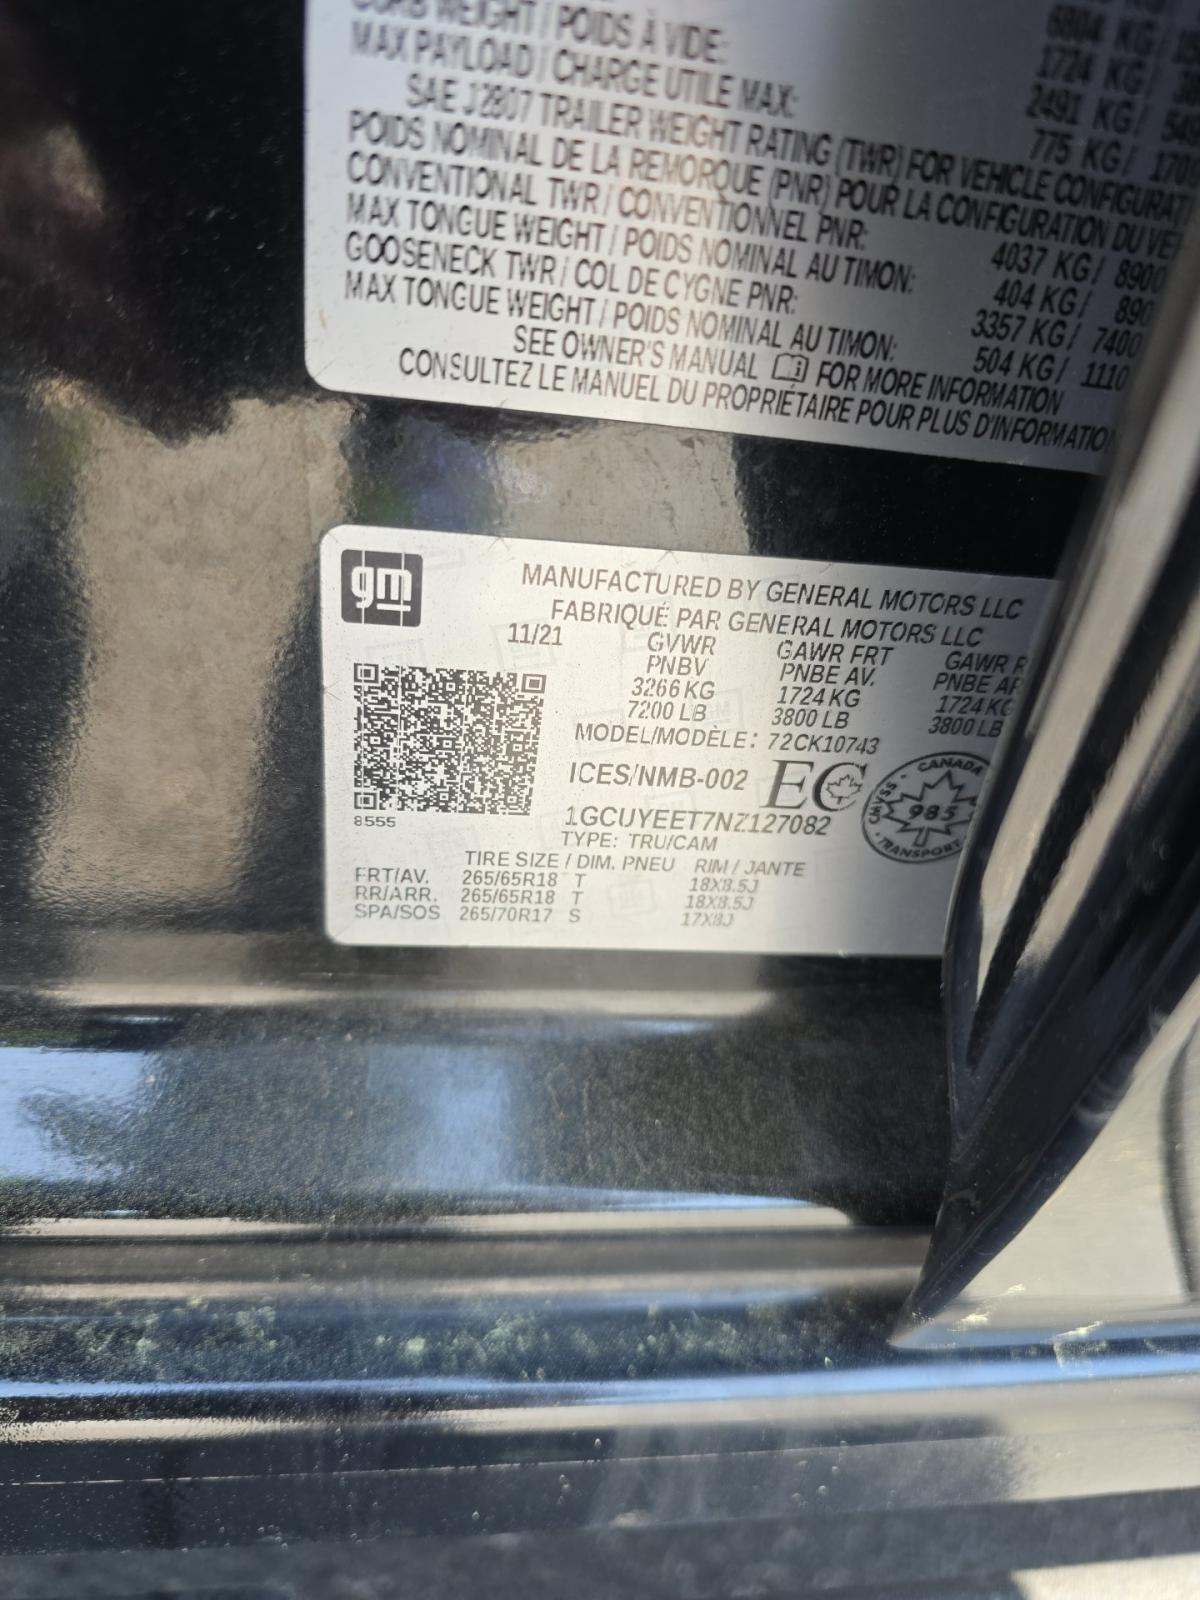 CURB WEIGHT / POIDS À VIDE:
MAX PAYLOAD / CHARGE UTILE MAX:
6804 KG /
1724 KG /
2491 KG /
775 KG /
SAE J2807 TRAILER WEIGHT RATING (TWR) FOR VEHICLE
POIDS NOMINAL DE LA REMORQUE (PNR) POUR LA CONFIGURATION DU
CONVENTIONAL TWR / CONVENTIONNEL PNR: 4037 KG / 8900
MAX TONGUE WEIGHT / POIDS NOMINAL AU TIMON: 404 KG / 890
GOOSENECK TWR / COL DE CYGNE PNR: 3357 KG / 7400
MAX TONGUE WEIGHT / POIDS NOMINAL AU TIMON: 504 KG / 1110
SEE OWNER'S MANUAL FOR MORE INFORMATION
CONSULTEZ LE MANUEL DU PROPRIÉTAIRE POUR PLUS
gm
MANUFACTURED BY GENERAL MOTORS LLC
FABRIQUÉ PAR GENERAL MOTORS LLC
11/21 GVWR GAWR FRT GAWR
PNBV PNBE AV. PNBE
3266 KG 1724 KG 1724 KG
7200 LB 3800 LB 3800 LB
MODEL/MODÈLE: 72CK10743
ICES/NMB-002 EC
CANADA
CMVSS
985
TRANSPORT
8555
1GCUYEET7NZ127082
TYPE: TRU/CAM
TIRE SIZE / DIM. PNEU RIM / JANTE
FRT/AV. 265/65R18 T 18X8.5J
RR/ARR. 265/65R18 T 18X8.5J
SPA/SOS 265/70R17 S 17X8J